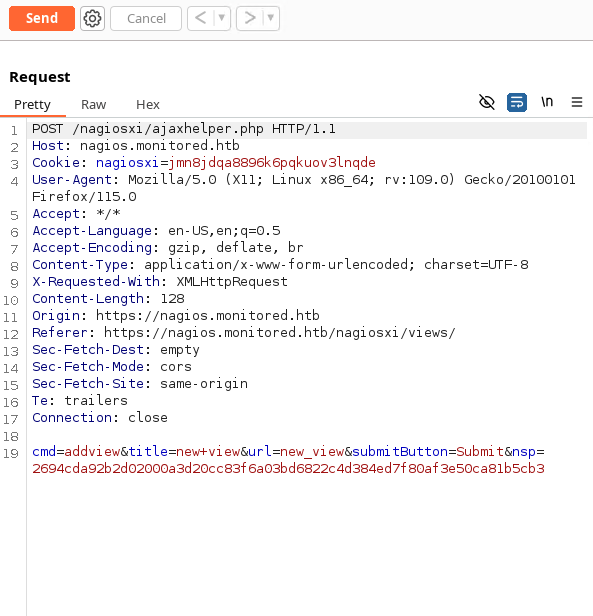 Send Cancel < >
Request
Pretty Raw Hex \n
1 POST /nagiosxi/ajaxhelper.php HTTP/1.1
2 Host: nagios.monitored.htb
3 Cookie: nagiosxi=jmn8jdqa8896k6pqkuov3lnqde
4 User-Agent: Mozilla/5.0 (X11; Linux x86_64; rv:109.0) Gecko/20100101
Firefox/115.0
5 Accept: */*
6 Accept-Language: en-US,en;q=0.5
7 Accept-Encoding: gzip, deflate, br
8 Content-Type: application/x-www-form-urlencoded; charset=UTF-8
9 X-Requested-With: XMLHttpRequest
10 Content-Length: 128
11 Origin: https://nagios.monitored.htb
12 Referer: https://nagios.monitored.htb/nagiosxi/views/
13 Sec-Fetch-Dest: empty
14 Sec-Fetch-Mode: cors
15 Sec-Fetch-Site: same-origin
16 Te: trailers
17 Connection: close
18
19 cmd=addview&title=new+view&url=new_view&submitButton=Submit&nsp=
2694cda92b2d02000a3d20cc83f6a03bd6822c4d384ed7f80af3e50ca81b5cb3